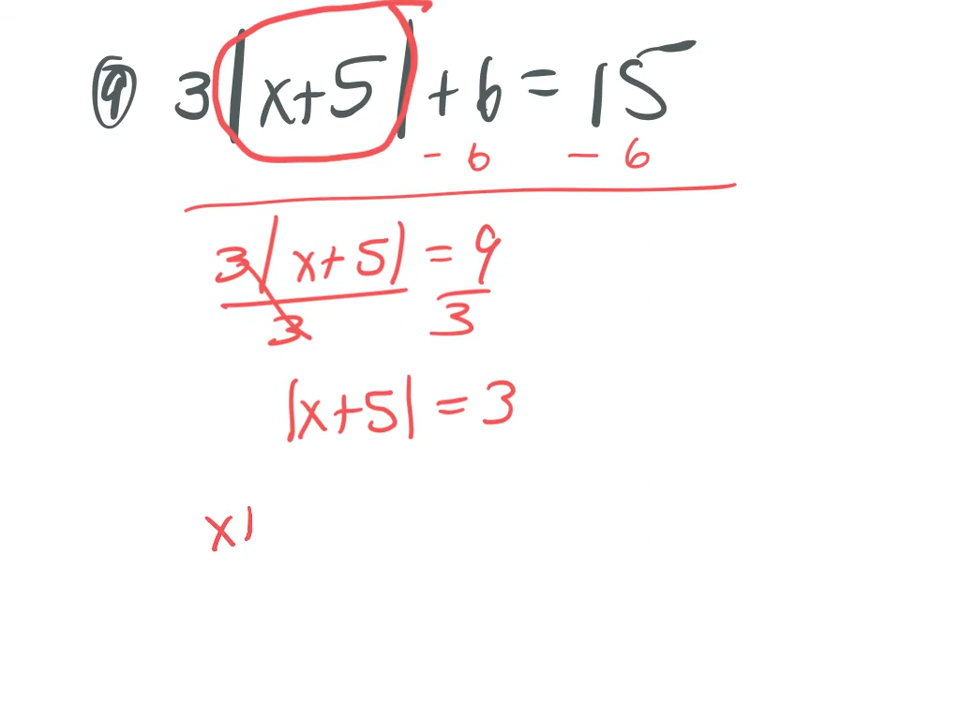 ⑨ 3|x+5| + 6 = 15
- 6 - 6
3|x+5| = 9
3 3
|x+5| = 3
x